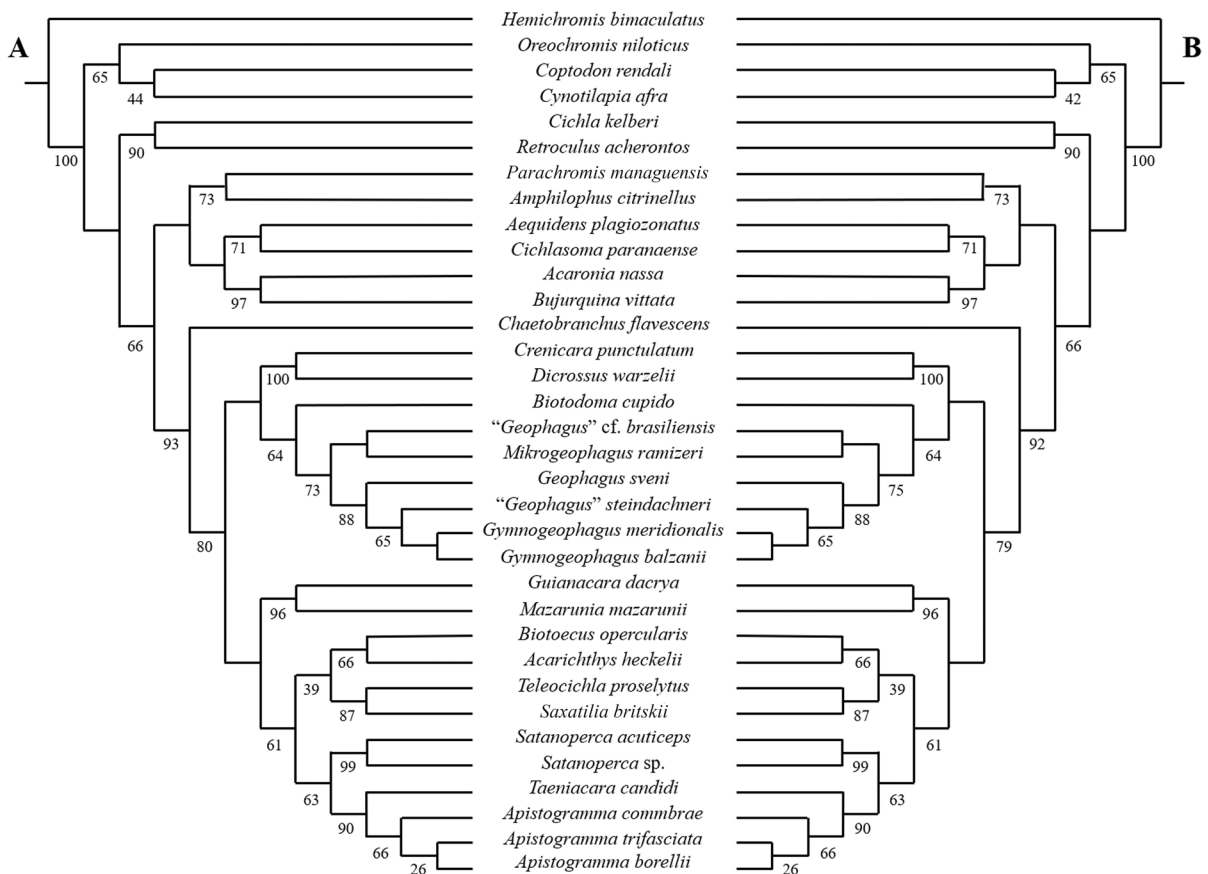 A
B
Hemichromis bimaculatus
Oreochromis niloticus
65
65
Coptodon rendali
Cynotilapia afra
44
42
Cichla kelberi
Retroculus acherontos
100
90
90
100
Parachromis managuensis
Amphilophus citrinellus
73
73
Aequidens plagiozonatus
Cichlasoma paranaense
71
71
Acaronia nassa
Bujurquina vittata
97
97
Chaetobranchus flavescens
66
66
Crenicara punctulatum
Dicrossus warzelii
100
100
Biotodoma cupido
“Geophagus” cf. brasiliensis
93
92
Mikrogeophagus ramizeri
64
64
Geophagus sveni
73
75
“Geophagus” steindachneri
88
88
Gymnogeophagus meridionalis
65
65
80
79
Gymnogeophagus balzanii
Guianacara dacrya
Mazarunia mazarunii
96
96
Biotoecus opercularis
Acarichthys heckelii
66
66
Teleocichla proselytus
39
39
Saxatilia britskii
87
87
Satanoperca acuticeps
61
61
Satanoperca sp.
99
99
Taeniacara candidi
63
63
Apistogramma commbrae
90
90
Apistogramma trifasciata
66
66
Apistogramma borellii
26
26